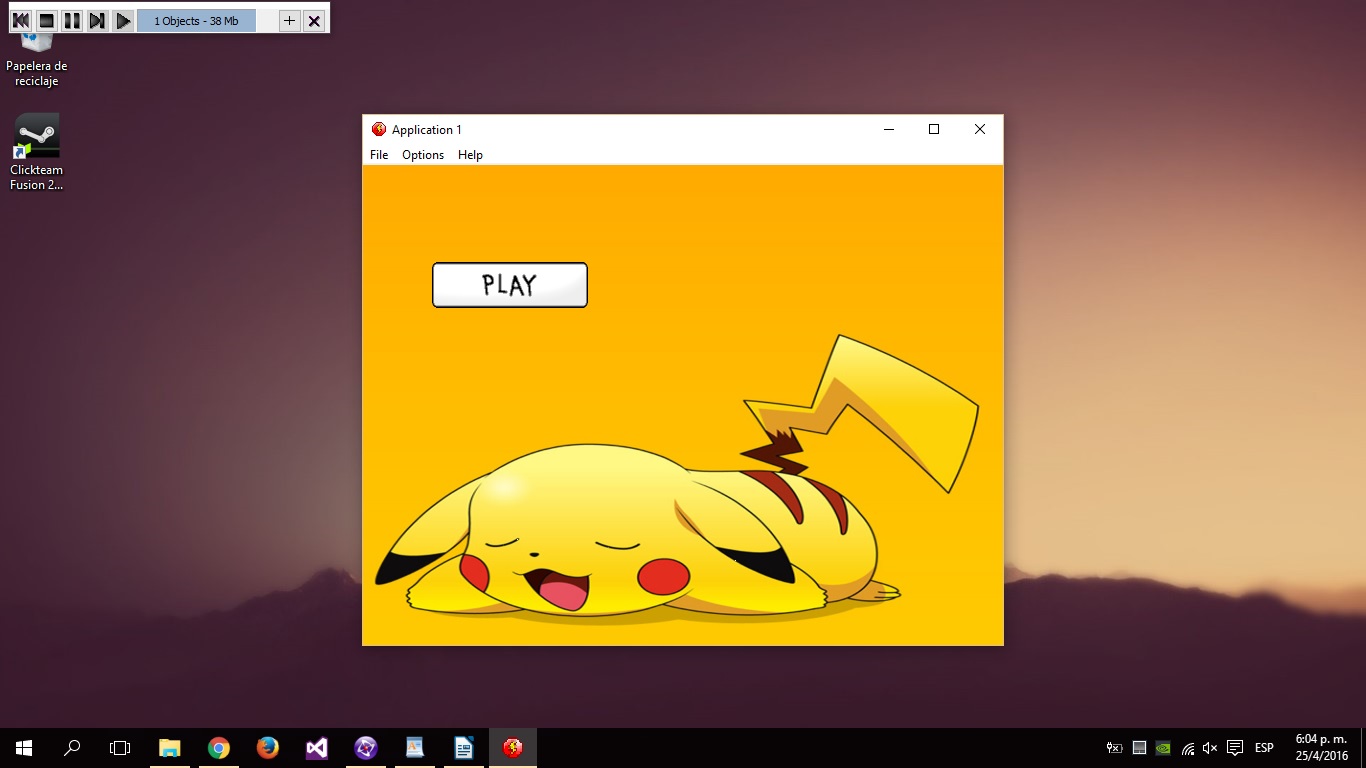 1 Objects - 38 Mb
Papelera de
reciclaje
Clickteam
Fusion 2...
Application 1
File Options Help
PLAY
ESP
6:04 p. m.
25/4/2016